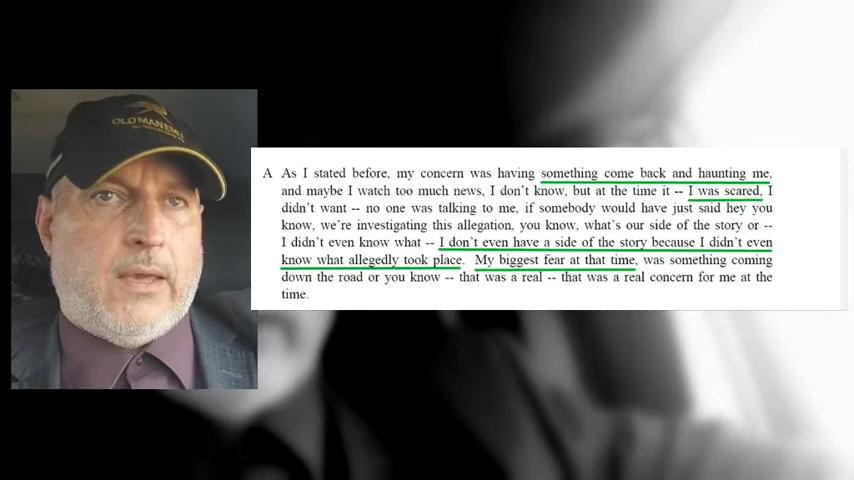 OLD MAN EMU
A As I stated before, my concern was having something come back and haunting me,
and maybe I watch too much news, I don't know, but at the time it -- I was scared, I
didn't want -- no one was talking to me, if somebody would have just said hey you
know, we're investigating this allegation, you know, what's our side of the story or --
I didn't even know what -- I don't even have a side of the story because I didn't even
know what allegedly took place. My biggest fear at that time, was something coming
down the road or you know -- that was a real -- that was a real concern for me at the
time.